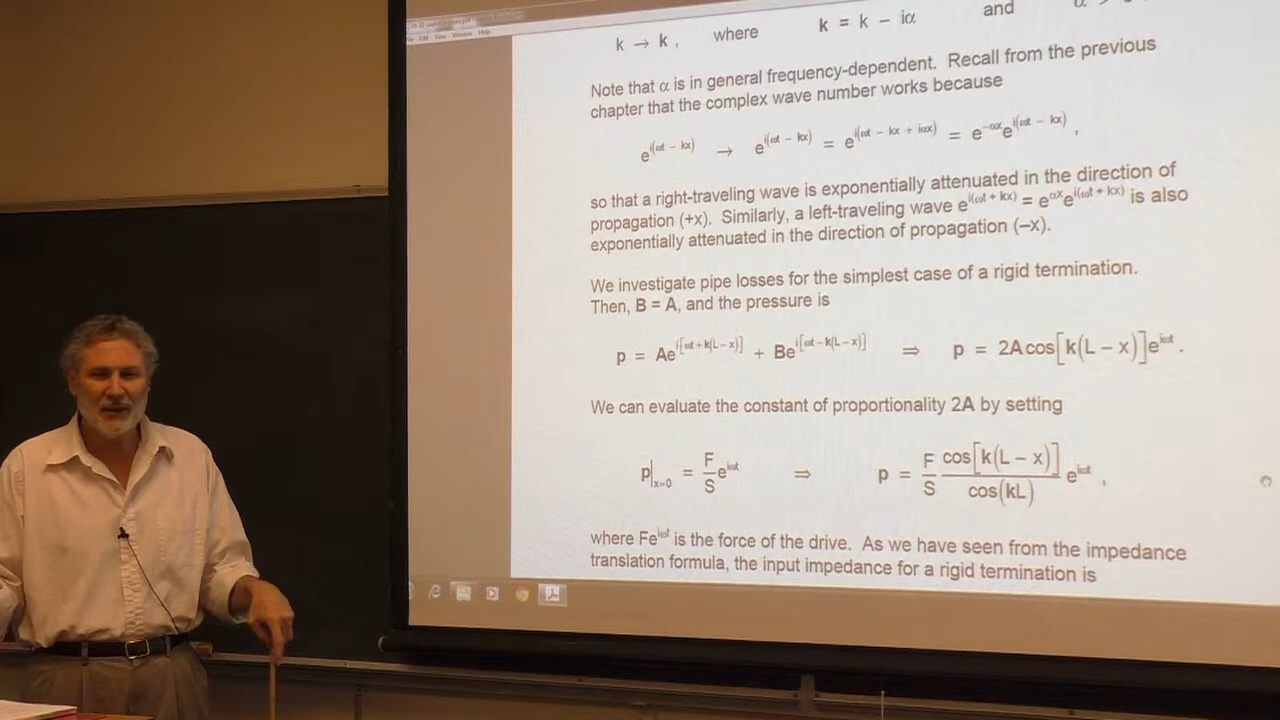 k → k , where k = k − iα and α >
Note that α is in general frequency-dependent. Recall from the previous
chapter that the complex wave number works because
e^{i(ωt − kx)} → e^{i(ωt − kx)} = e^{i(ωt − kx + iαx)} = e^{−αx}e^{i(ωt − kx)} ,
so that a right-traveling wave is exponentially attenuated in the direction of
propagation (+x). Similarly, a left-traveling wave e^{i(ωt + kx)} = e^{αx}e^{i(ωt + kx)} is also
exponentially attenuated in the direction of propagation (−x).
We investigate pipe losses for the simplest case of a rigid termination.
Then, B = A, and the pressure is
p = Ae^{i[ωt + k(L − x)]} + Be^{i[ωt − k(L − x)]} ⇒ p = 2A cos[k(L − x)]e^{iωt} .
We can evaluate the constant of proportionality 2A by setting
p|_{x=0} = F/S e^{iωt} ⇒ p = F/S cos[k(L − x)]/cos(kL) e^{iωt} ,
where Fe^{iωt} is the force of the drive. As we have seen from the impedance
translation formula, the input impedance for a rigid termination is